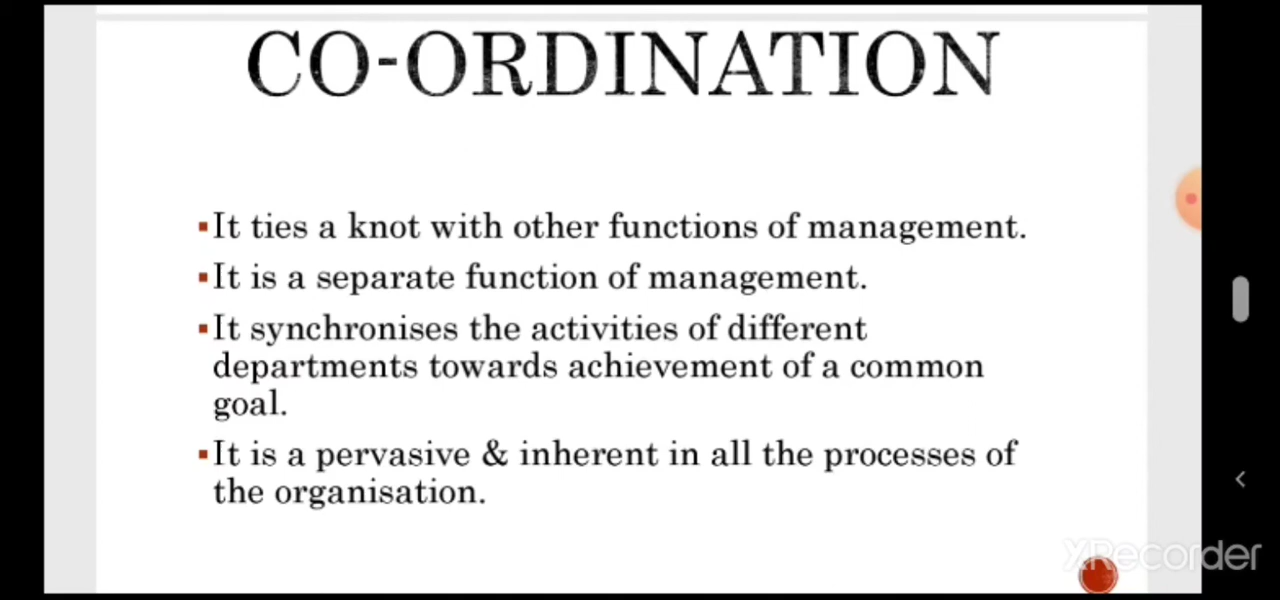 CO-ORDINATION
▪It ties a knot with other functions of management.
▪It is a separate function of management.
▪It synchronises the activities of different
departments towards achievement of a common
goal.
▪It is a pervasive & inherent in all the processes of
the organisation.
XRecorder